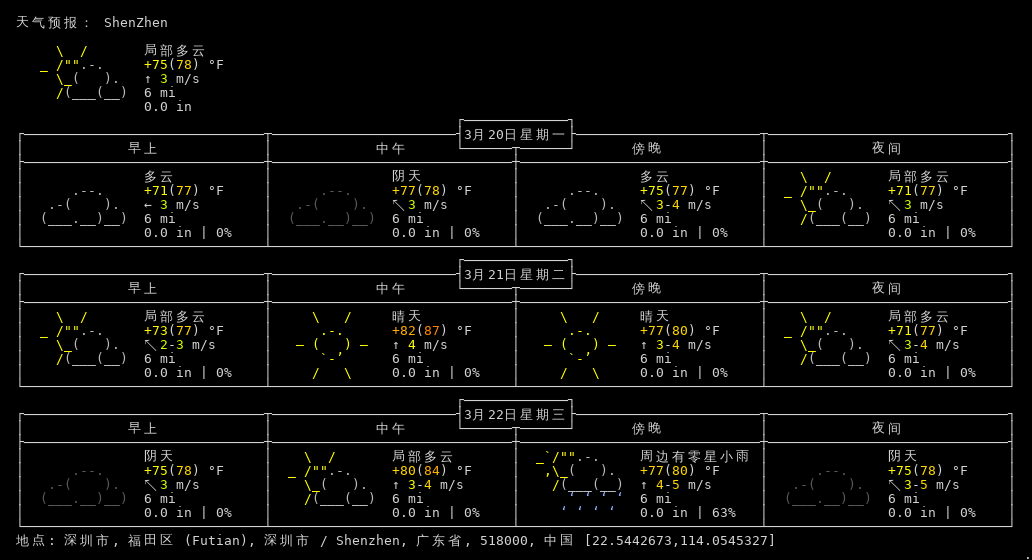 天气预报： ShenZhen
局部多云
+75(78) °F
↑ 3 m/s
6 mi
0.0 in
3月20日星期一
早上 中午 傍晚 夜间
多云 阴天 多云 局部多云
+71(77) °F +77(78) °F +75(77) °F +71(77) °F
← 3 m/s ↖ 3 m/s ↖ 3-4 m/s ↖ 3 m/s
6 mi 6 mi 6 mi 6 mi
0.0 in | 0% 0.0 in | 0% 0.0 in | 0% 0.0 in | 0%
3月21日星期二
早上 中午 傍晚 夜间
局部多云 晴天 晴天 局部多云
+73(77) °F +82(87) °F +77(80) °F +71(77) °F
↖ 2-3 m/s ↑ 4 m/s ↑ 3-4 m/s ↖ 3-4 m/s
6 mi 6 mi 6 mi 6 mi
0.0 in | 0% 0.0 in | 0% 0.0 in | 0% 0.0 in | 0%
3月22日星期三
早上 中午 傍晚 夜间
阴天 局部多云 周边有零星小雨 阴天
+75(78) °F +80(84) °F +77(80) °F +75(78) °F
↖ 3 m/s ↑ 3-4 m/s ↑ 4-5 m/s ↖ 3-5 m/s
6 mi 6 mi 6 mi 6 mi
0.0 in | 0% 0.0 in | 0% 0.0 in | 63% 0.0 in | 0%
地点: 深圳市, 福田区 (Futian), 深圳市 / Shenzhen, 广东省, 518000, 中国 [22.5442673,114.0545327]